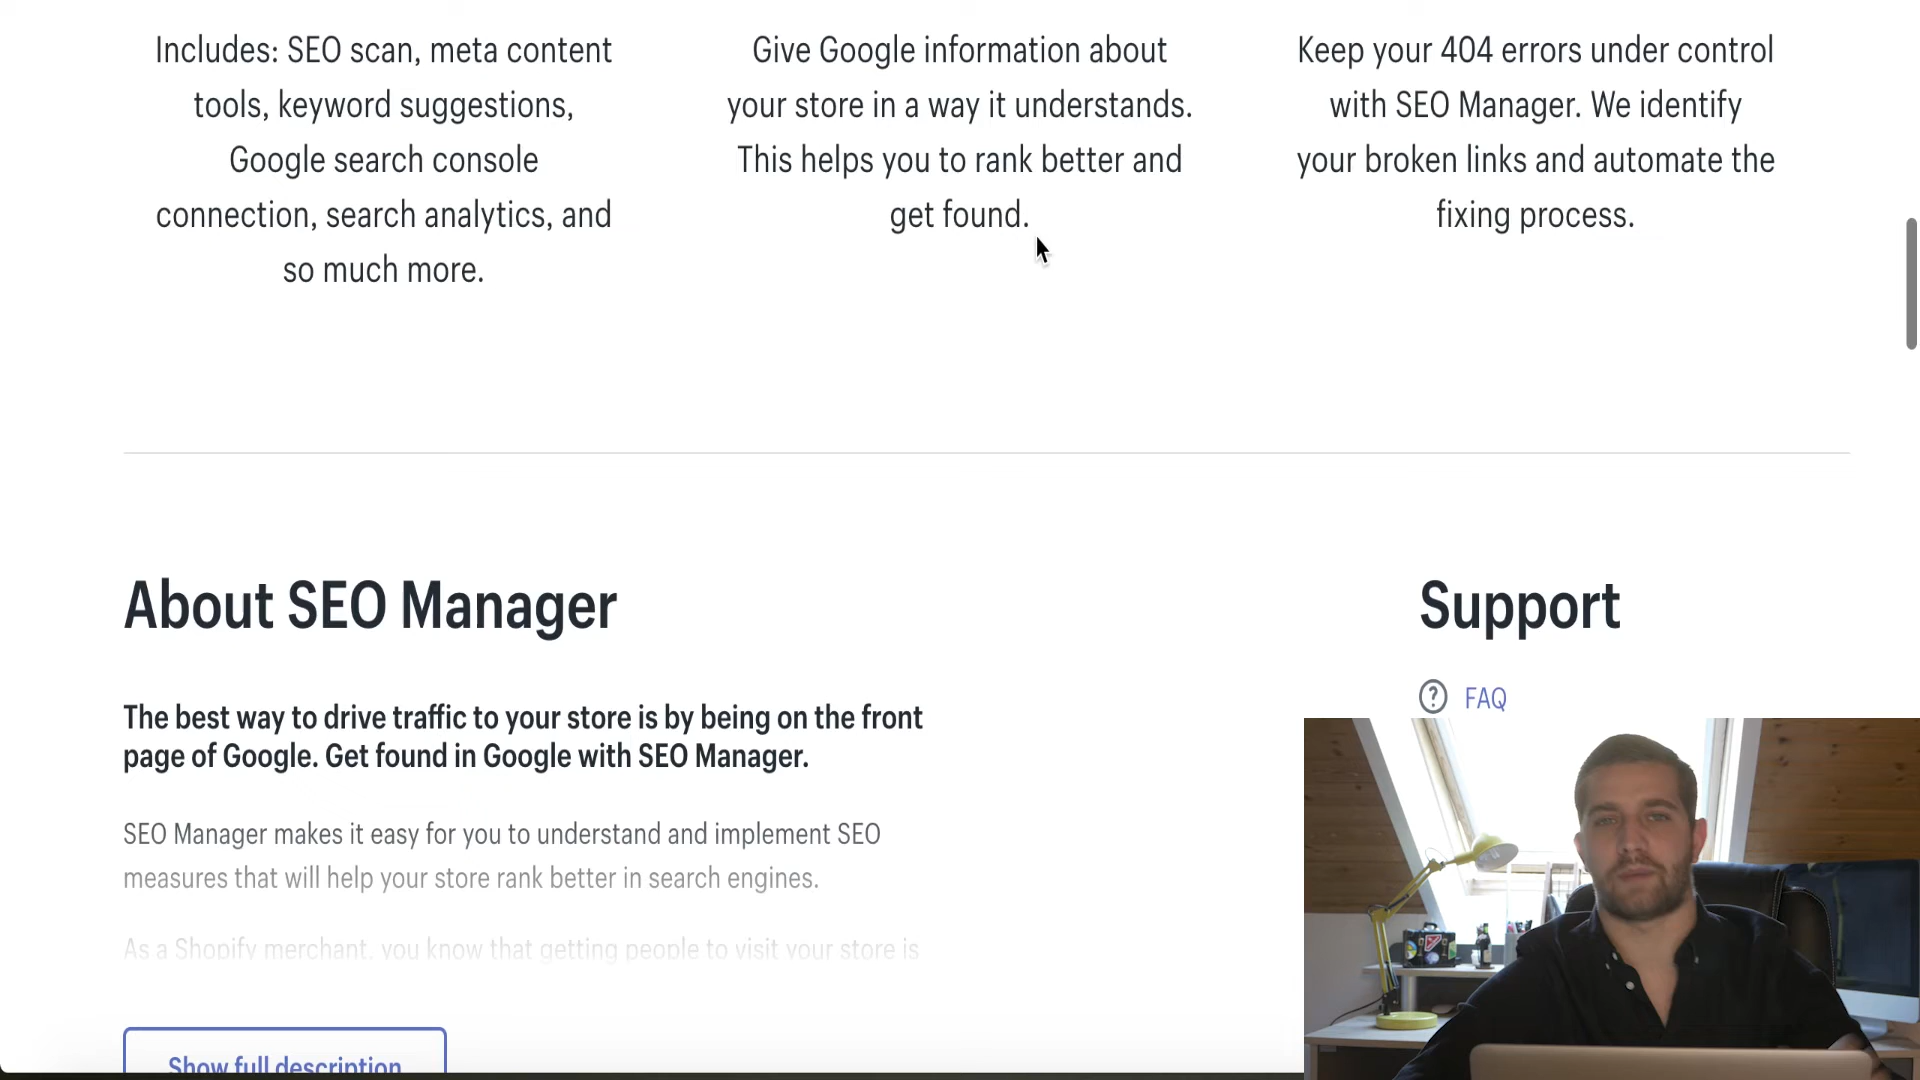 Includes: SEO scan, meta content
tools, keyword suggestions,
Google search console
connection, search analytics, and
so much more.
Give Google information about
your store in a way it understands.
This helps you to rank better and
get found.
Keep your 404 errors under control
with SEO Manager. We identify
your broken links and automate the
fixing process.
About SEO Manager
The best way to drive traffic to your store is by being on the front
page of Google. Get found in Google with SEO Manager.
SEO Manager makes it easy for you to understand and implement SEO
measures that will help your store rank better in search engines.
As a Shopify merchant, you know that getting people to visit your store is
Show full description
Support
? FAQ